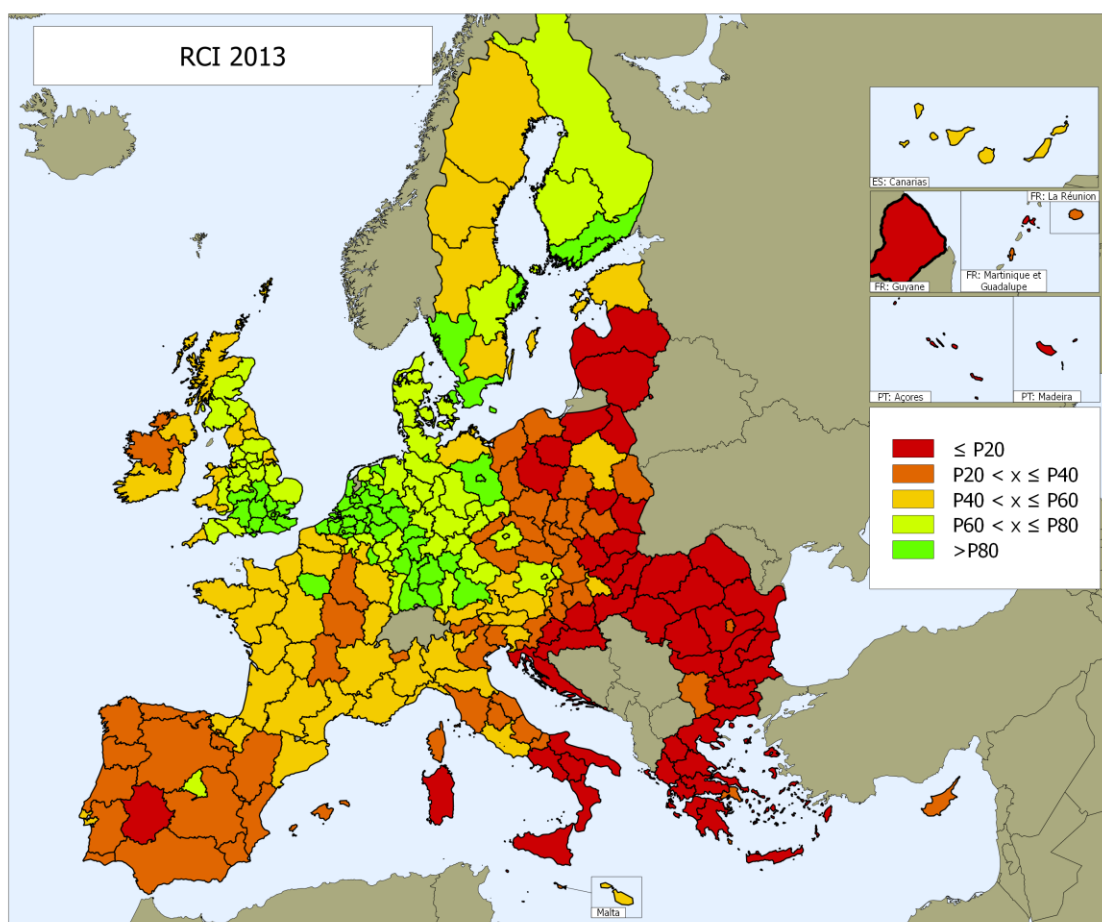 RCI 2013
ES: Canarias
FR: La Réunion
FR: Guyane
FR: Martinique et
Guadalupe
PT: Açores
PT: Madeira
≤ P20
P20 < x ≤ P40
P40 < x ≤ P60
P60 < x ≤ P80
>P80
Malta